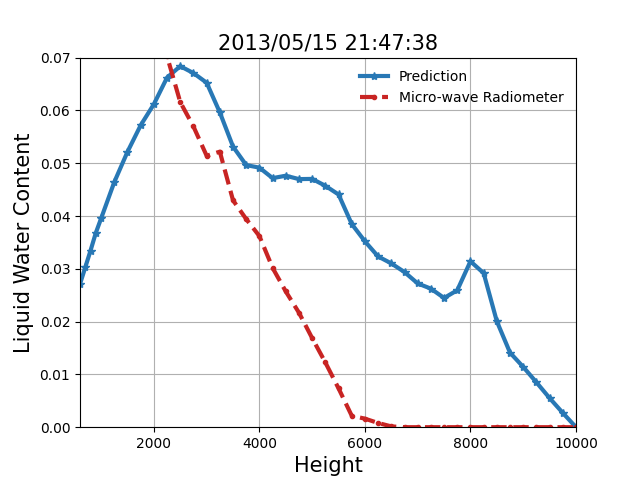 2013/05/15 21:47:38
Prediction
Micro-wave Radiometer
Liquid Water Content
0.07
0.06
0.05
0.04
0.03
0.02
0.01
0.00
2000 4000 6000 8000 10000
Height